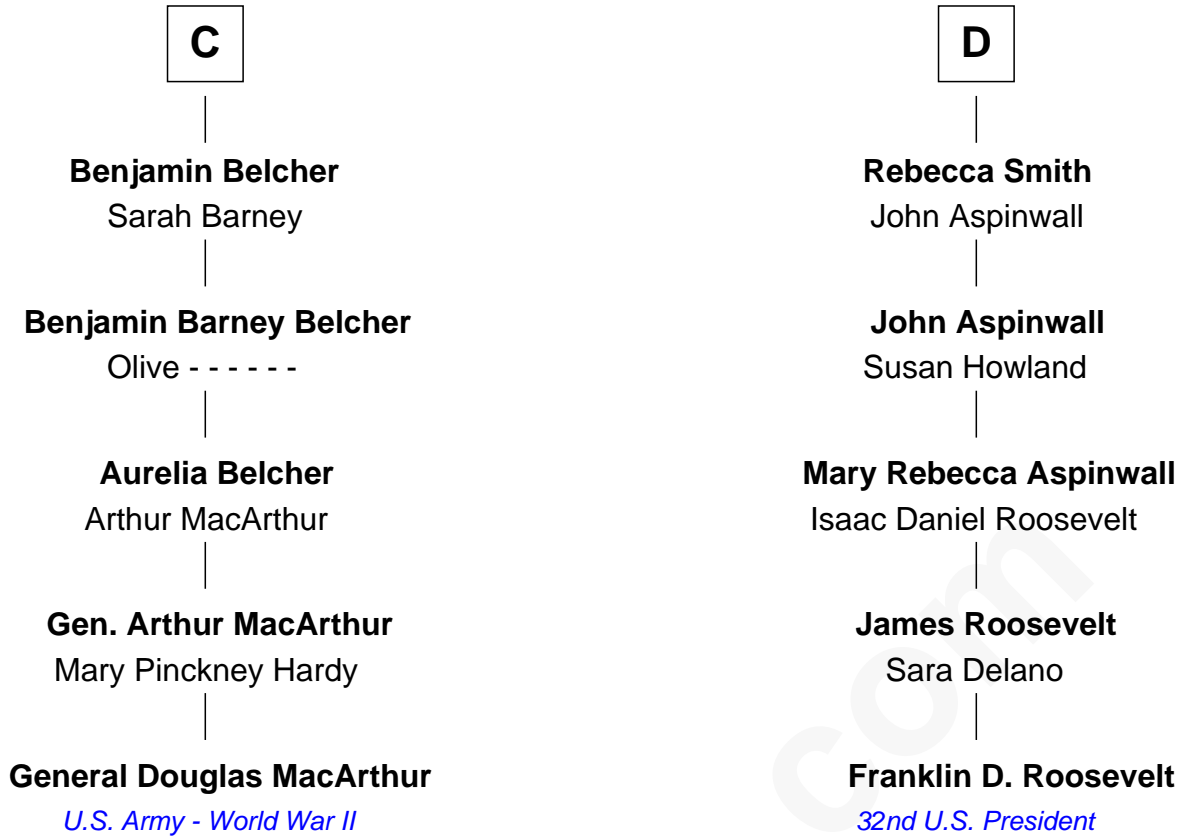 C
Benjamin Belcher
Sarah Barney
Benjamin Barney Belcher
Olive - - - - - -
Aurelia Belcher
Arthur MacArthur
Gen. Arthur MacArthur
Mary Pinckney Hardy
General Douglas MacArthur
U.S. Army - World War II
D
Rebecca Smith
John Aspinwall
John Aspinwall
Susan Howland
Mary Rebecca Aspinwall
Isaac Daniel Roosevelt
James Roosevelt
Sara Delano
Franklin D. Roosevelt
32nd U.S. President
com